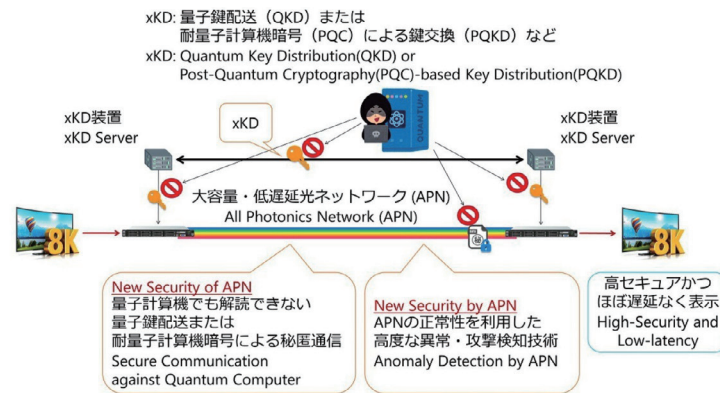 xKD: 量子鍵配送（QKD）または
耐量子計算機暗号（PQC）による鍵交換（PQKD）など
xKD: Quantum Key Distribution(QKD) or
Post-Quantum Cryptography(PQC)-based Key Distribution(PQKD)
xKD装置
xKD Server
xKD
QUANTUM
xKD装置
xKD Server
大容量・低遅延光ネットワーク (APN)
All Photonics Network (APN)
8K
8K
New Security of APN
量子計算機でも解読できない
量子鍵配送または
耐量子計算機暗号による秘匿通信
Secure Communication
against Quantum Computer
New Security by APN
APNの正常性を利用した
高度な異常・攻撃検知技術
Anomaly Detection by APN
高セキュアかつ
ほぼ遅延なく表示
High-Security and
Low-latency